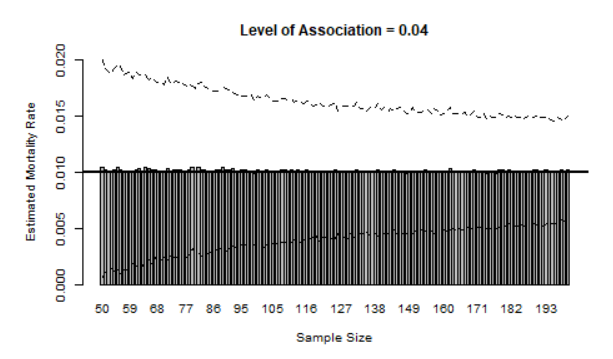 Level of Association = 0.04
Estimated Mortality Rate
0.020
0.015
0.010
0.005
0.000
50 59 68 77 86 95 105 116 127 138 149 160 171 182 193
Sample Size